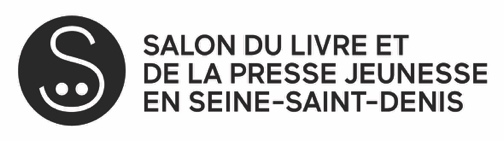 S
SALON DU LIVRE ET
DE LA PRESSE JEUNESSE
EN SEINE-SAINT-DENIS